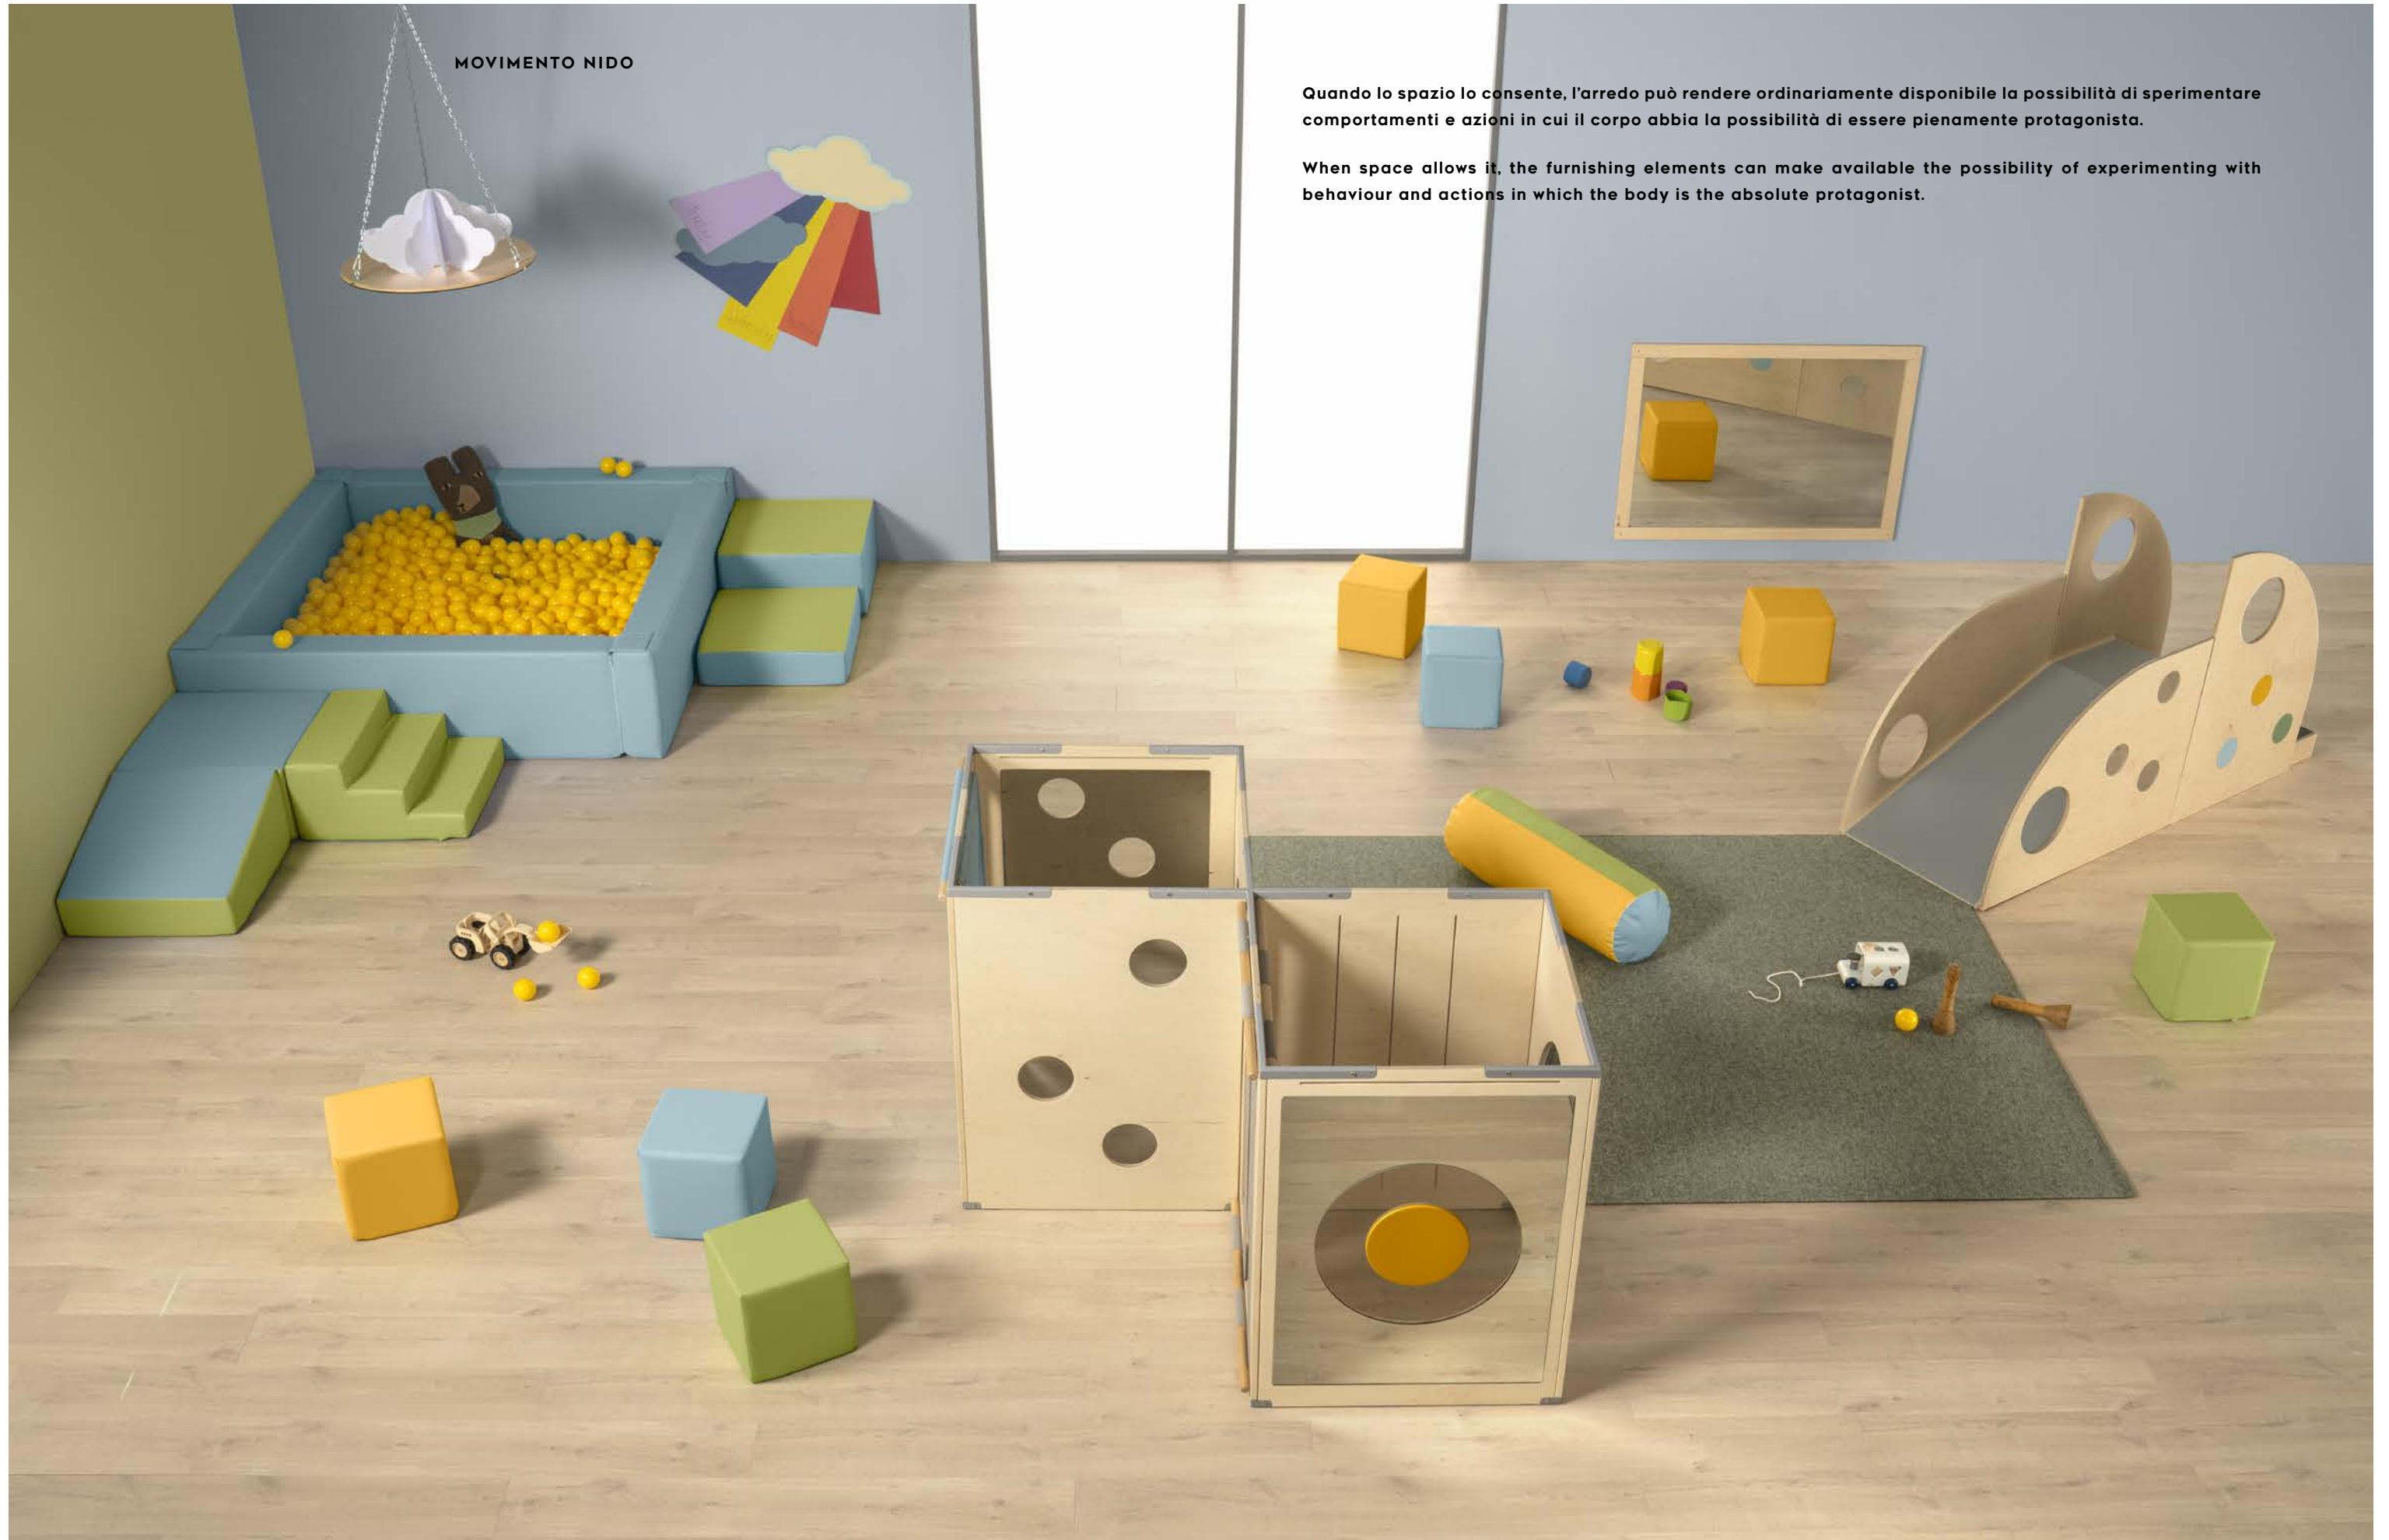 MOVIMENTO NIDO
Quando lo spazio lo consente, l'arredo può rendere ordinariamente disponibile la possibilità di sperimentare
comportamenti e azioni in cui il corpo abbia la possibilità di essere pienamente protagonista.
When space allows it, the furnishing elements can make available the possibility of experimenting with
behaviour and actions in which the body is the absolute protagonist.